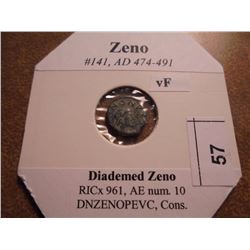 Zeno
#141, AD 474-491
vF
57
Diademed Zeno
RICx 961, AE num. 10
DNZENOPEVC, Cons.